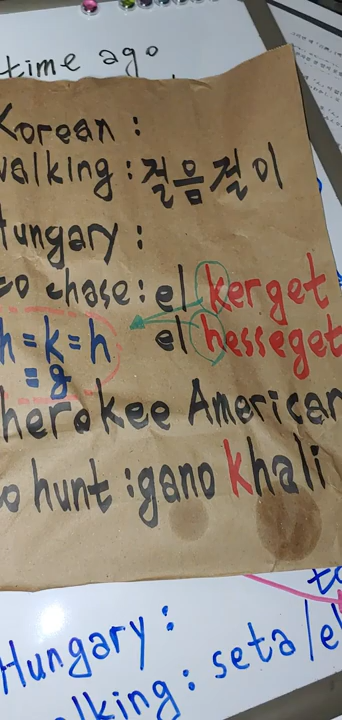 time ago
Korean :
walking : 걸음걸이
Hungary :
to chase : el kerget
h = k = h el hesseget
= g
Cherokee American
to hunt : gano khali
Hungary :
walking : seta / el